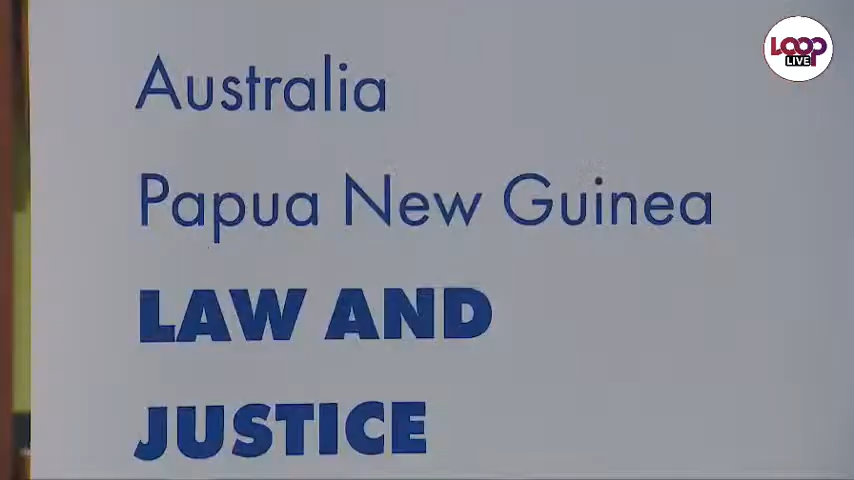 LOOP
LIVE
Australia
Papua New Guinea
LAW AND
JUSTICE